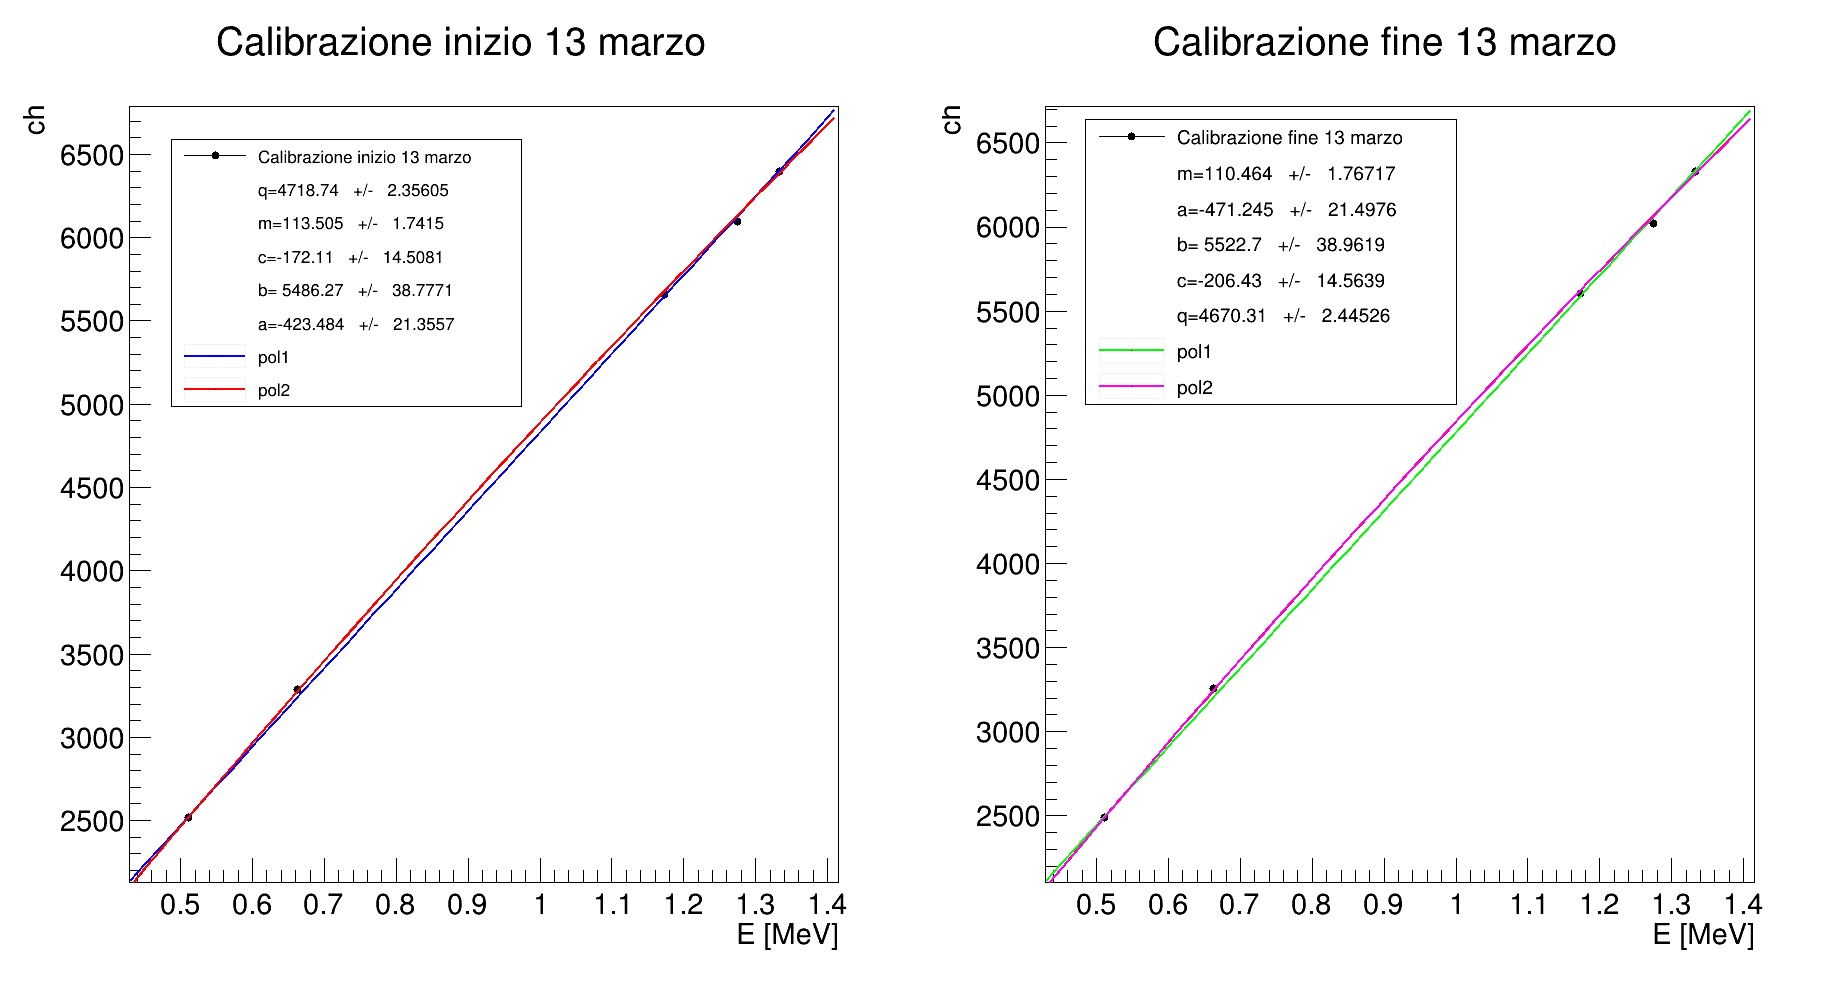 Calibrazione inizio 13 marzo
ch
6500
6000
5500
5000
4500
4000
3500
3000
2500
Calibrazione inizio 13 marzo
q=4718.74 +/- 2.35605
m=113.505 +/- 1.7415
c=-172.11 +/- 14.5081
b= 5486.27 +/- 38.7771
a=-423.484 +/- 21.3557
pol1
pol2
0.5 0.6 0.7 0.8 0.9 1 1.1 1.2 1.3 1.4
E [MeV]
Calibrazione fine 13 marzo
ch
6500
6000
5500
5000
4500
4000
3500
3000
2500
Calibrazione fine 13 marzo
m=110.464 +/- 1.76717
a=-471.245 +/- 21.4976
b= 5522.7 +/- 38.9619
c=-206.43 +/- 14.5639
q=4670.31 +/- 2.44526
pol1
pol2
0.5 0.6 0.7 0.8 0.9 1 1.1 1.2 1.3 1.4
E [MeV]